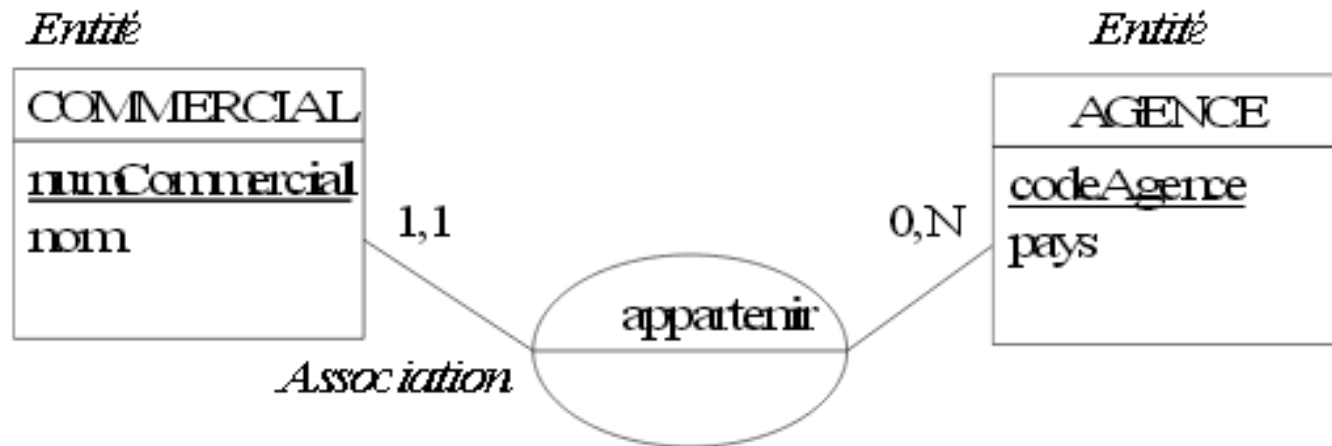 Entité
COMMERCIAL
numCommercial
nom
1,1
appartenir
Association
Entité
AGENCE
codeAgence
pays
0,N